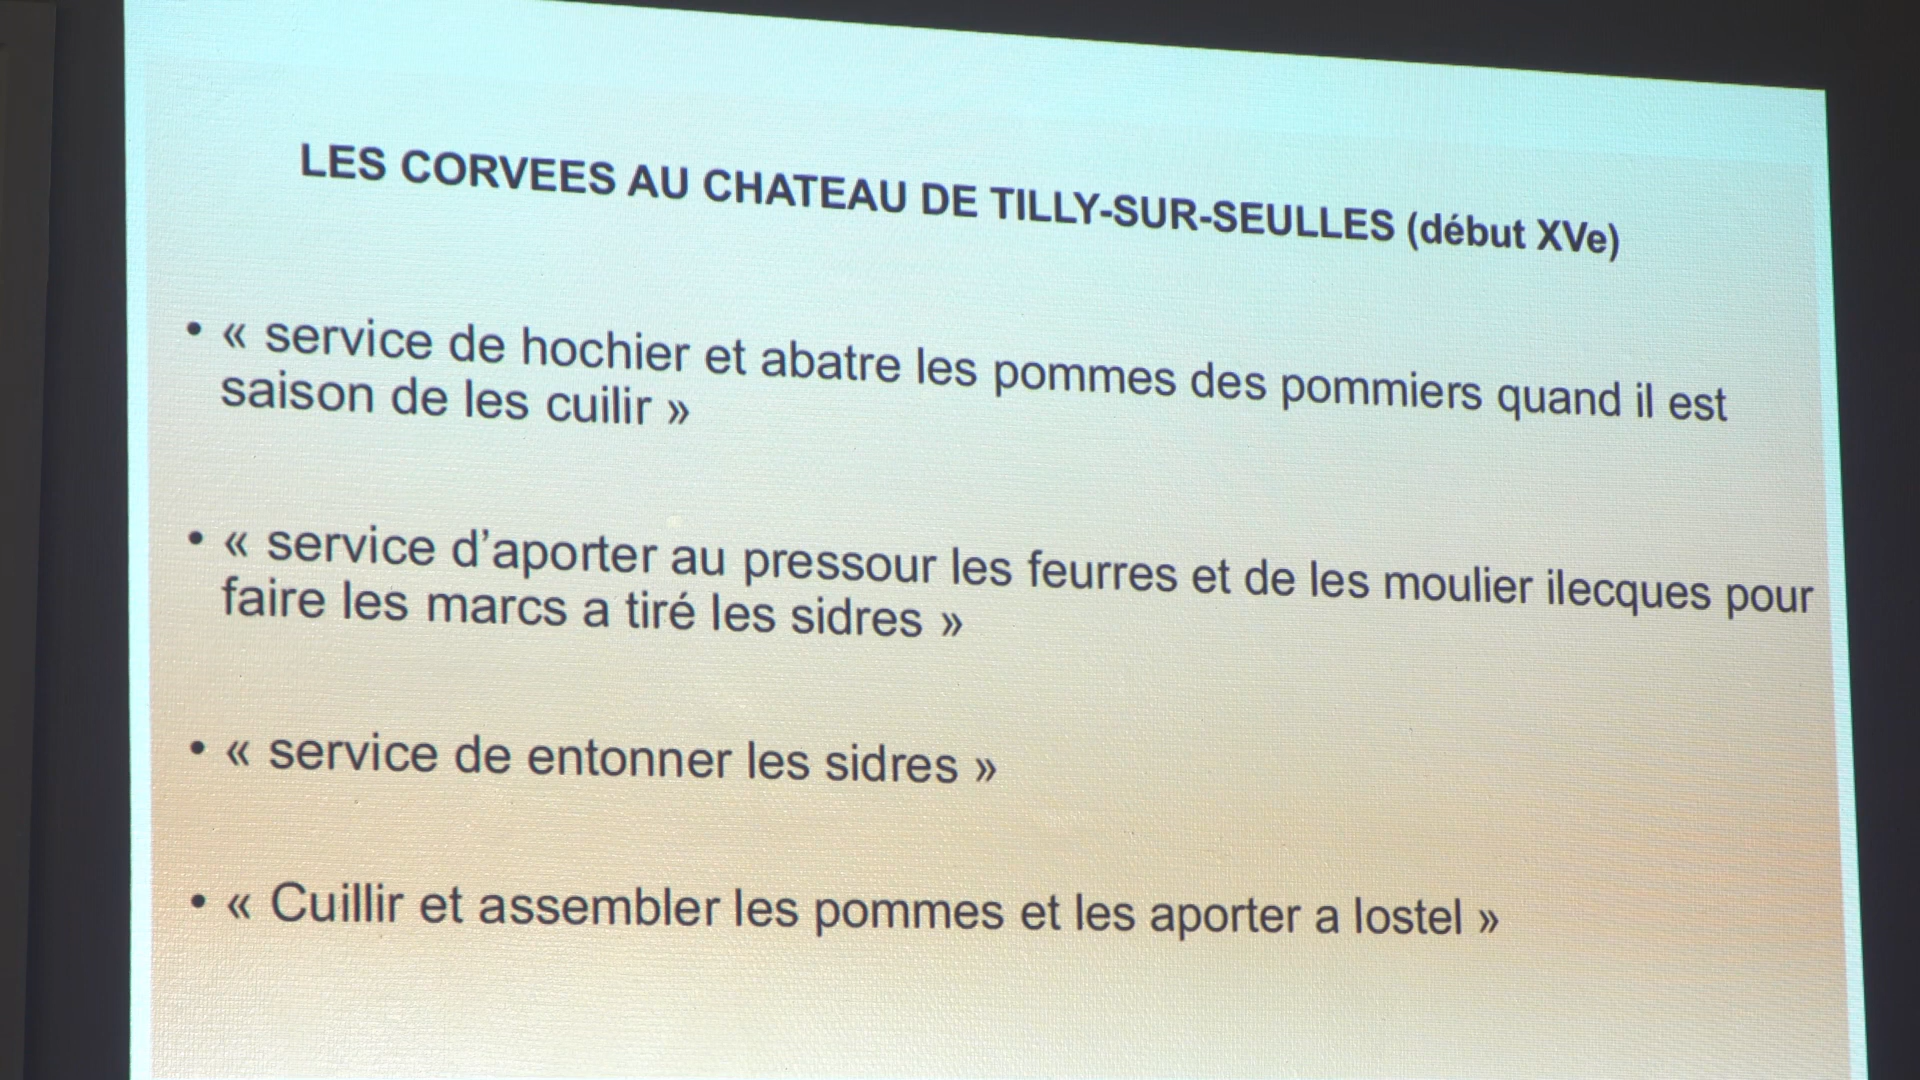 LES CORVEES AU CHATEAU DE TILLY-SUR-SEULLES (début XVe)
• « service de hochier et abatre les pommes des pommiers quand il est
saison de les cuilir »
• « service d’aporter au pressour les feurres et de les moulier ilecques pour
faire les marcs a tiré les sidres »
• « service de entonner les sidres »
• « Cuillir et assembler les pommes et les aporter a lostel »